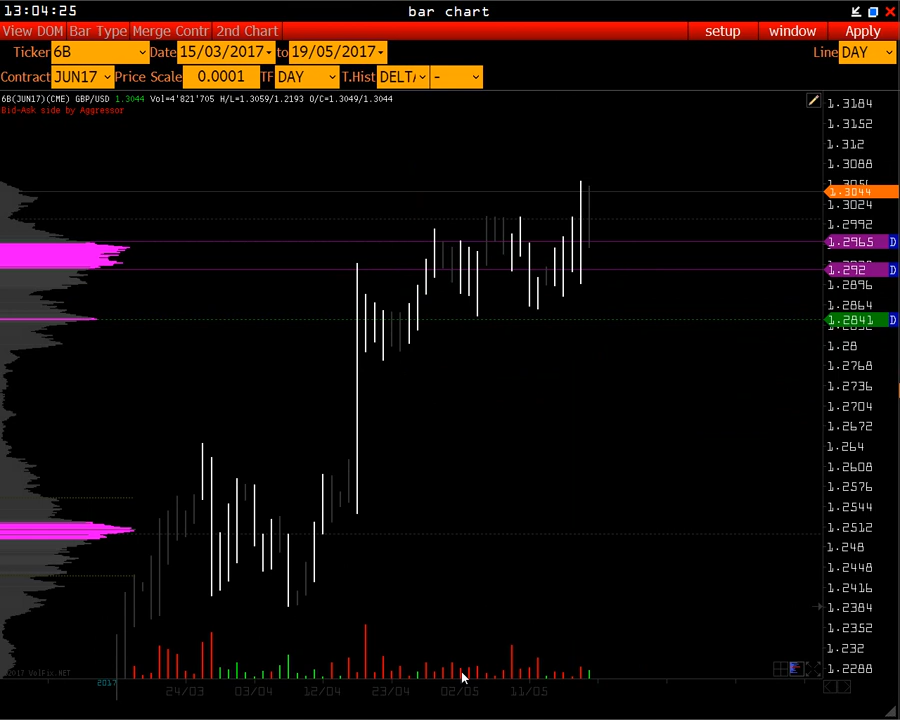 13:04:25 bar chart
View DOM Bar Type Merge Contr 2nd Chart setup window Apply
Ticker 6B Date 15/03/2017 to 19/05/2017 Line DAY
Contract JUN17 Price Scale 0.0001 TF DAY T.Hist DELT -
6B(JUN17)(CME) GBP/USD 1.3044 Vol=4'821'705 H/L=1.3059/1.2193 O/C=1.3049/1.3044
Bid-Ask side by Aggressor
1.3184
1.3152
1.312
1.3088
1.3044
1.3024
1.2992
1.2965 D
1.292 D
1.2896
1.2864
1.2841 D
1.28
1.2768
1.2736
1.2704
1.2672
1.264
1.2608
1.2576
1.2544
1.2512
1.248
1.2448
1.2416
1.2384
1.2352
1.232
1.2288
2017 VolFix.NET
2017 24/03 03/04 12/04 23/04 02/05 11/05